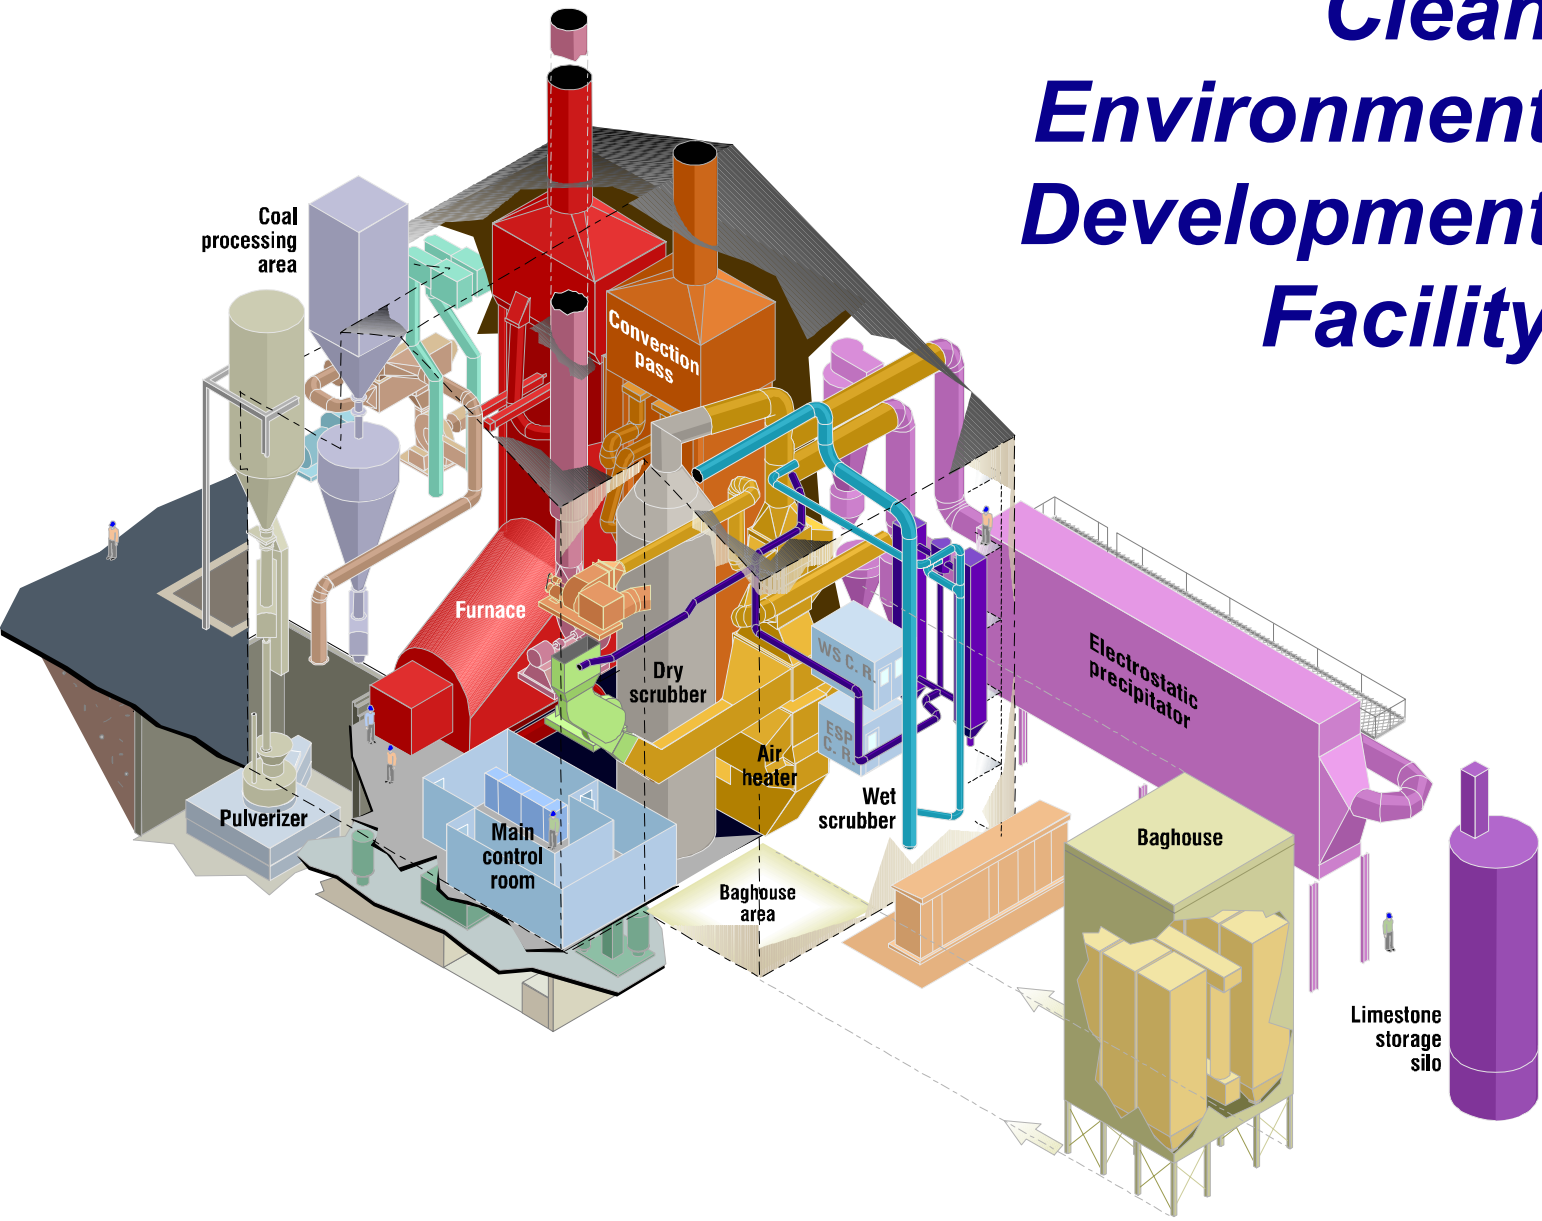 Clean
Environment
Development
Facility
Coal
processing
area
Convection
pass
Furnace
Dry
scrubber
WS C. R.
ESP
C. R.
Electrostatic
precipitator
Air
heater
Wet
scrubber
Pulverizer
Main
control
room
Baghouse
area
Baghouse
Limestone
storage
silo